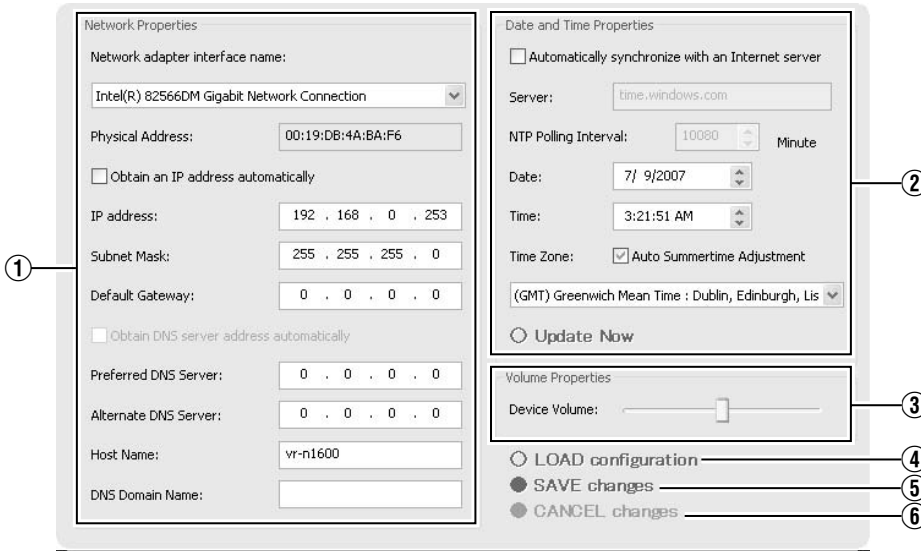 Network Properties
Network adapter interface name:
Intel(R) 82566DM Gigabit Network Connection
Physical Address: 00:19:DB:4A:BA:F6
Obtain an IP address automatically
IP address: 192 . 168 . 0 . 253
Subnet Mask: 255 . 255 . 255 . 0
Default Gateway: 0 . 0 . 0 . 0
Obtain DNS server address automatically
Preferred DNS Server: 0 . 0 . 0 . 0
Alternate DNS Server: 0 . 0 . 0 . 0
Host Name: vr-n1600
DNS Domain Name:
①
Date and Time Properties
Automatically synchronize with an Internet server
Server: time.windows.com
NTP Polling Interval: 10080 Minute
Date: 7/ 9/2007
Time: 3:21:51 AM
Time Zone: Auto Summertime Adjustment
(GMT) Greenwich Mean Time : Dublin, Edinburgh, Lis
Update Now
②
Volume Properties
Device Volume:
③
LOAD configuration ④
SAVE changes ⑤
CANCEL changes ⑥